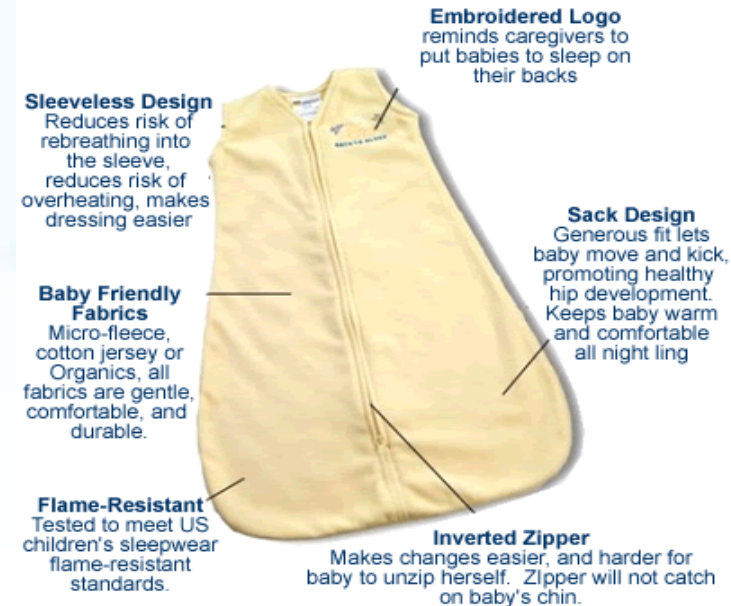 Embroidered Logo
reminds caregivers to
put babies to sleep on
their backs
Sleeveless Design
Reduces risk of
rebreathing into
the sleeve,
reduces risk of
overheating, makes
dressing easier
Sack Design
Generous fit lets
baby move and kick,
promoting healthy
hip development.
Keeps baby warm
and comfortable
all night ling
Baby Friendly
Fabrics
Micro-fleece,
cotton jersey or
Organics, all
fabrics are gentle,
comfortable, and
durable.
Flame-Resistant
Tested to meet US
children's sleepwear
flame-resistant
standards.
Inverted Zipper
Makes changes easier, and harder for
baby to unzip herself. ZIpper will not catch
on baby's chin.